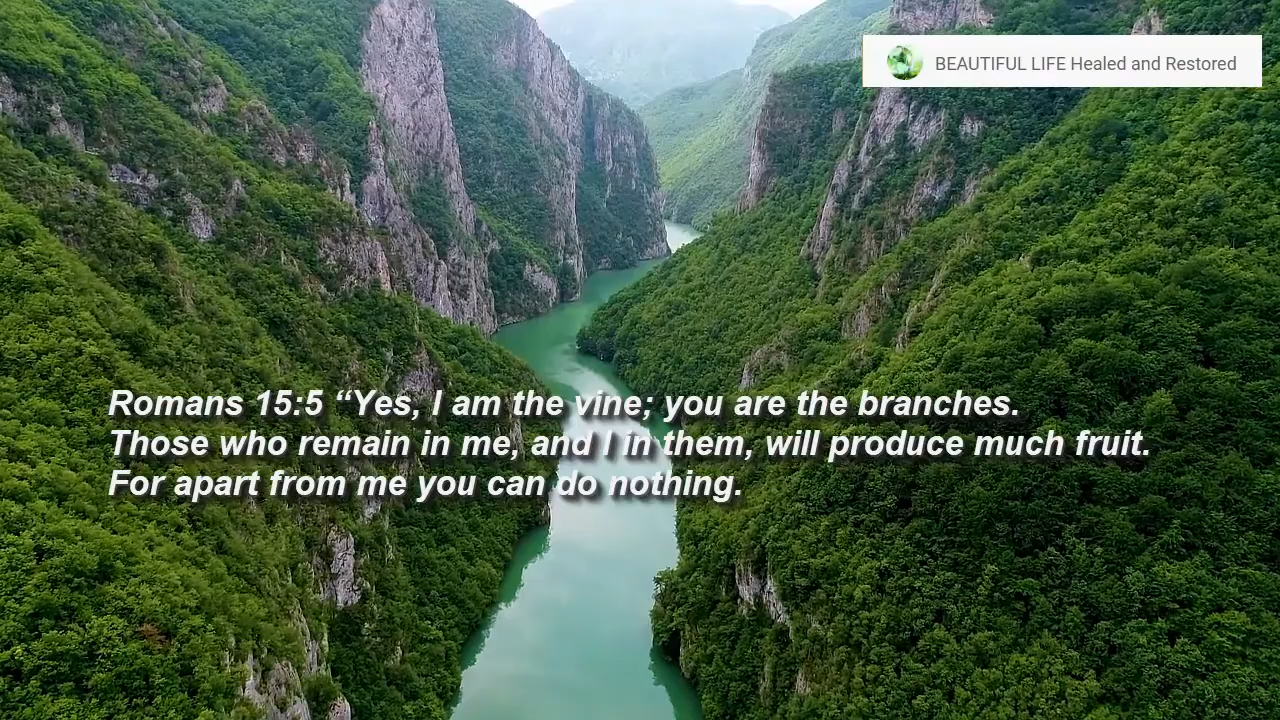 BEAUTIFUL LIFE Healed and Restored
Romans 15:5 “Yes, I am the vine; you are the branches.
Those who remain in me, and I in them, will produce much fruit.
For apart from me you can do nothing.